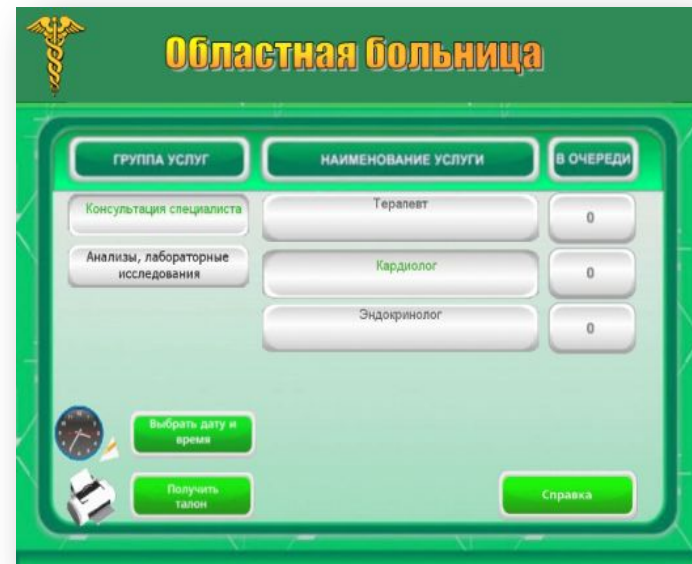 Областная больница
ГРУППА УСЛУГ
НАИМЕНОВАНИЕ УСЛУГИ
В ОЧЕРЕДИ
Консультация специалиста
Терапевт
0
Анализы, лабораторные
исследования
Кардиолог
0
Эндокринолог
0
Выбрать дату и
время
Получить
талон
Справка